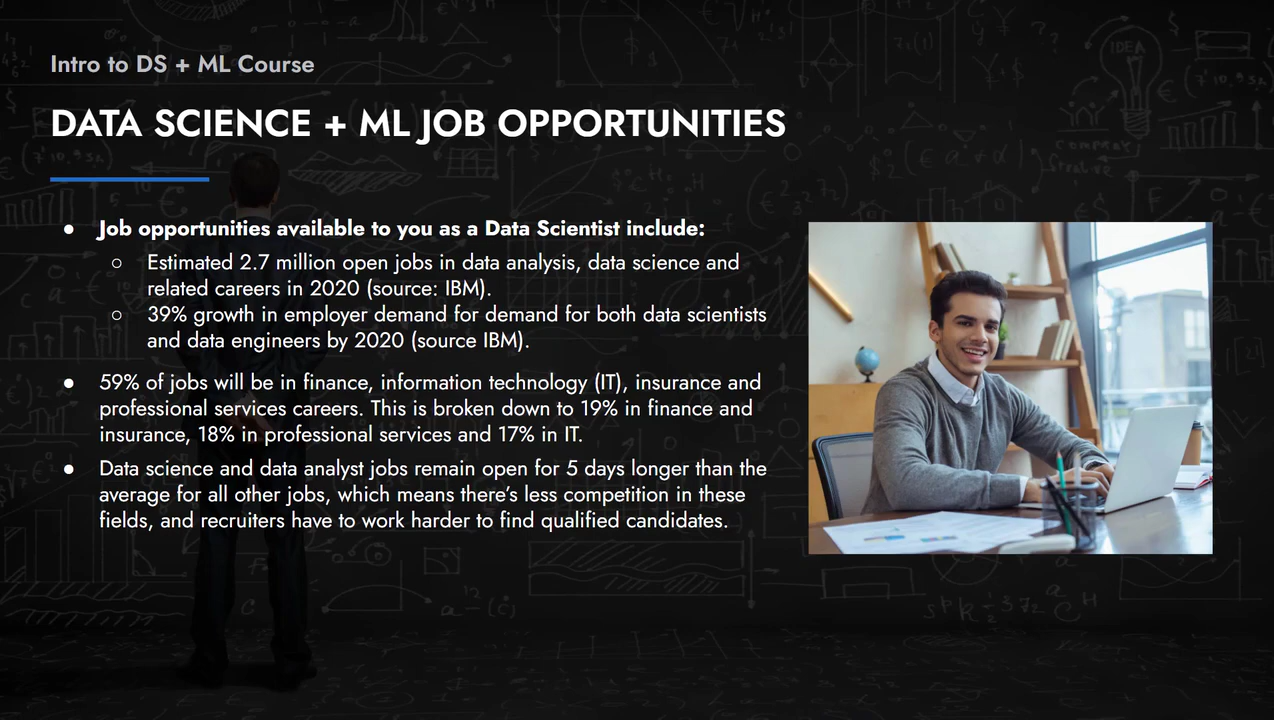 Intro to DS + ML Course
DATA SCIENCE + ML JOB OPPORTUNITIES
● Job opportunities available to you as a Data Scientist include:
○ Estimated 2.7 million open jobs in data analysis, data science and
related careers in 2020 (source: IBM).
○ 39% growth in employer demand for demand for both data scientists
and data engineers by 2020 (source IBM).
● 59% of jobs will be in finance, information technology (IT), insurance and
professional services careers. This is broken down to 19% in finance and
insurance, 18% in professional services and 17% in IT.
● Data science and data analyst jobs remain open for 5 days longer than the
average for all other jobs, which means there’s less competition in these
fields, and recruiters have to work harder to find qualified candidates.
IDEA